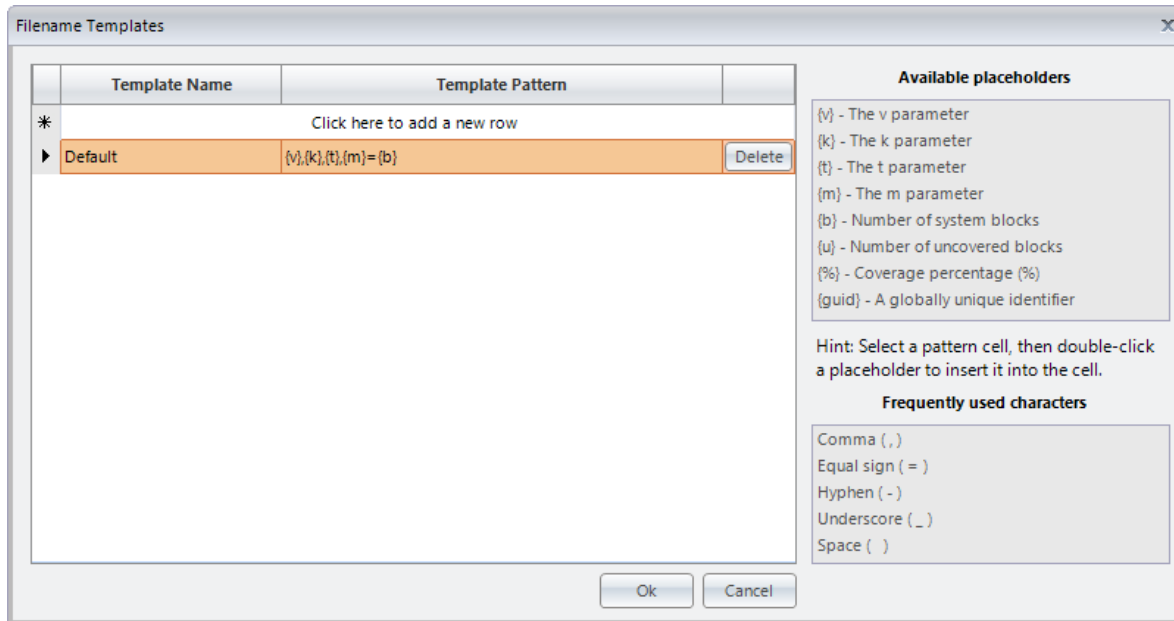 Filename Templates
x
Template Name Template Pattern
Click here to add a new row
Default {v},{k},{t},{m}={b} Delete
Available placeholders
{v} - The v parameter
{k} - The k parameter
{t} - The t parameter
{m} - The m parameter
{b} - Number of system blocks
{u} - Number of uncovered blocks
{%} - Coverage percentage (%)
{guid} - A globally unique identifier
Hint: Select a pattern cell, then double-click
a placeholder to insert it into the cell.
Frequently used characters
Comma ( , )
Equal sign ( = )
Hyphen ( - )
Underscore ( _ )
Space (   )
Ok Cancel